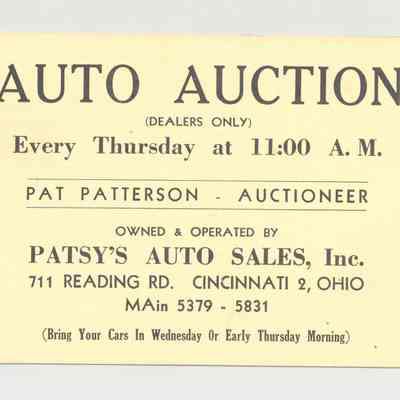 AUTO AUCTION
(DEALERS ONLY)
Every Thursday at 11:00 A. M.
PAT PATTERSON - AUCTIONEER
OWNED & OPERATED BY
PATSY'S AUTO SALES, Inc.
711 READING RD. CINCINNATI 2, OHIO
MAin 5379 - 5831
(Bring Your Cars In Wednesday Or Early Thursday Morning)